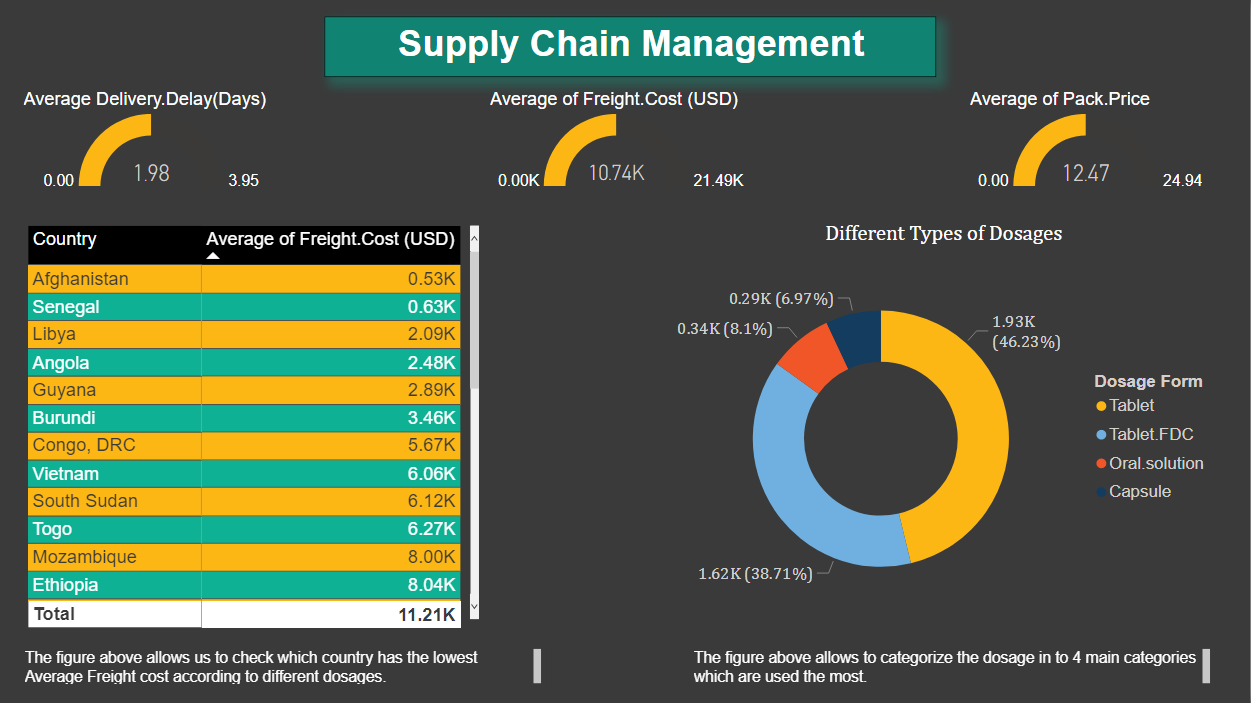 Supply Chain Management
Average Delivery.Delay(Days)
0.00
1.98
3.95
Average of Freight.Cost (USD)
0.00K
10.74K
21.49K
Average of Pack.Price
0.00
12.47
24.94
Country Average of Freight.Cost (USD)
Afghanistan 0.53K
Senegal 0.63K
Libya 2.09K
Angola 2.48K
Guyana 2.89K
Burundi 3.46K
Congo, DRC 5.67K
Vietnam 6.06K
South Sudan 6.12K
Togo 6.27K
Mozambique 8.00K
Ethiopia 8.04K
Total 11.21K
The figure above allows us to check which country has the lowest
Average Freight cost according to different dosages.
Different Types of Dosages
0.29K (6.97%)
0.34K (8.1%)
1.93K
(46.23%)
1.62K (38.71%)
Dosage Form
Tablet
Tablet.FDC
Oral.solution
Capsule
The figure above allows to categorize the dosage in to 4 main categories
which are used the most.